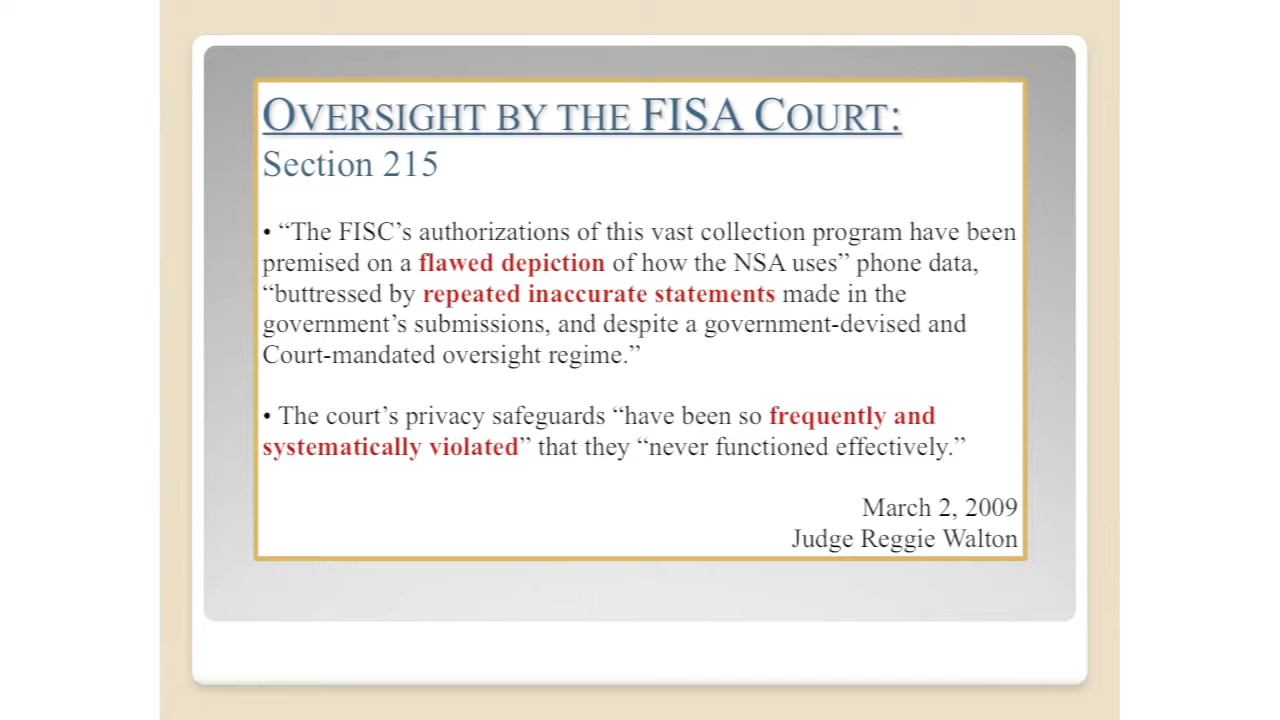 OVERSIGHT BY THE FISA COURT:
Section 215
• “The FISC’s authorizations of this vast collection program have been
premised on a flawed depiction of how the NSA uses” phone data,
“buttressed by repeated inaccurate statements made in the
government’s submissions, and despite a government-devised and
Court-mandated oversight regime.”
• The court’s privacy safeguards “have been so frequently and
systematically violated” that they “never functioned effectively.”
March 2, 2009
Judge Reggie Walton